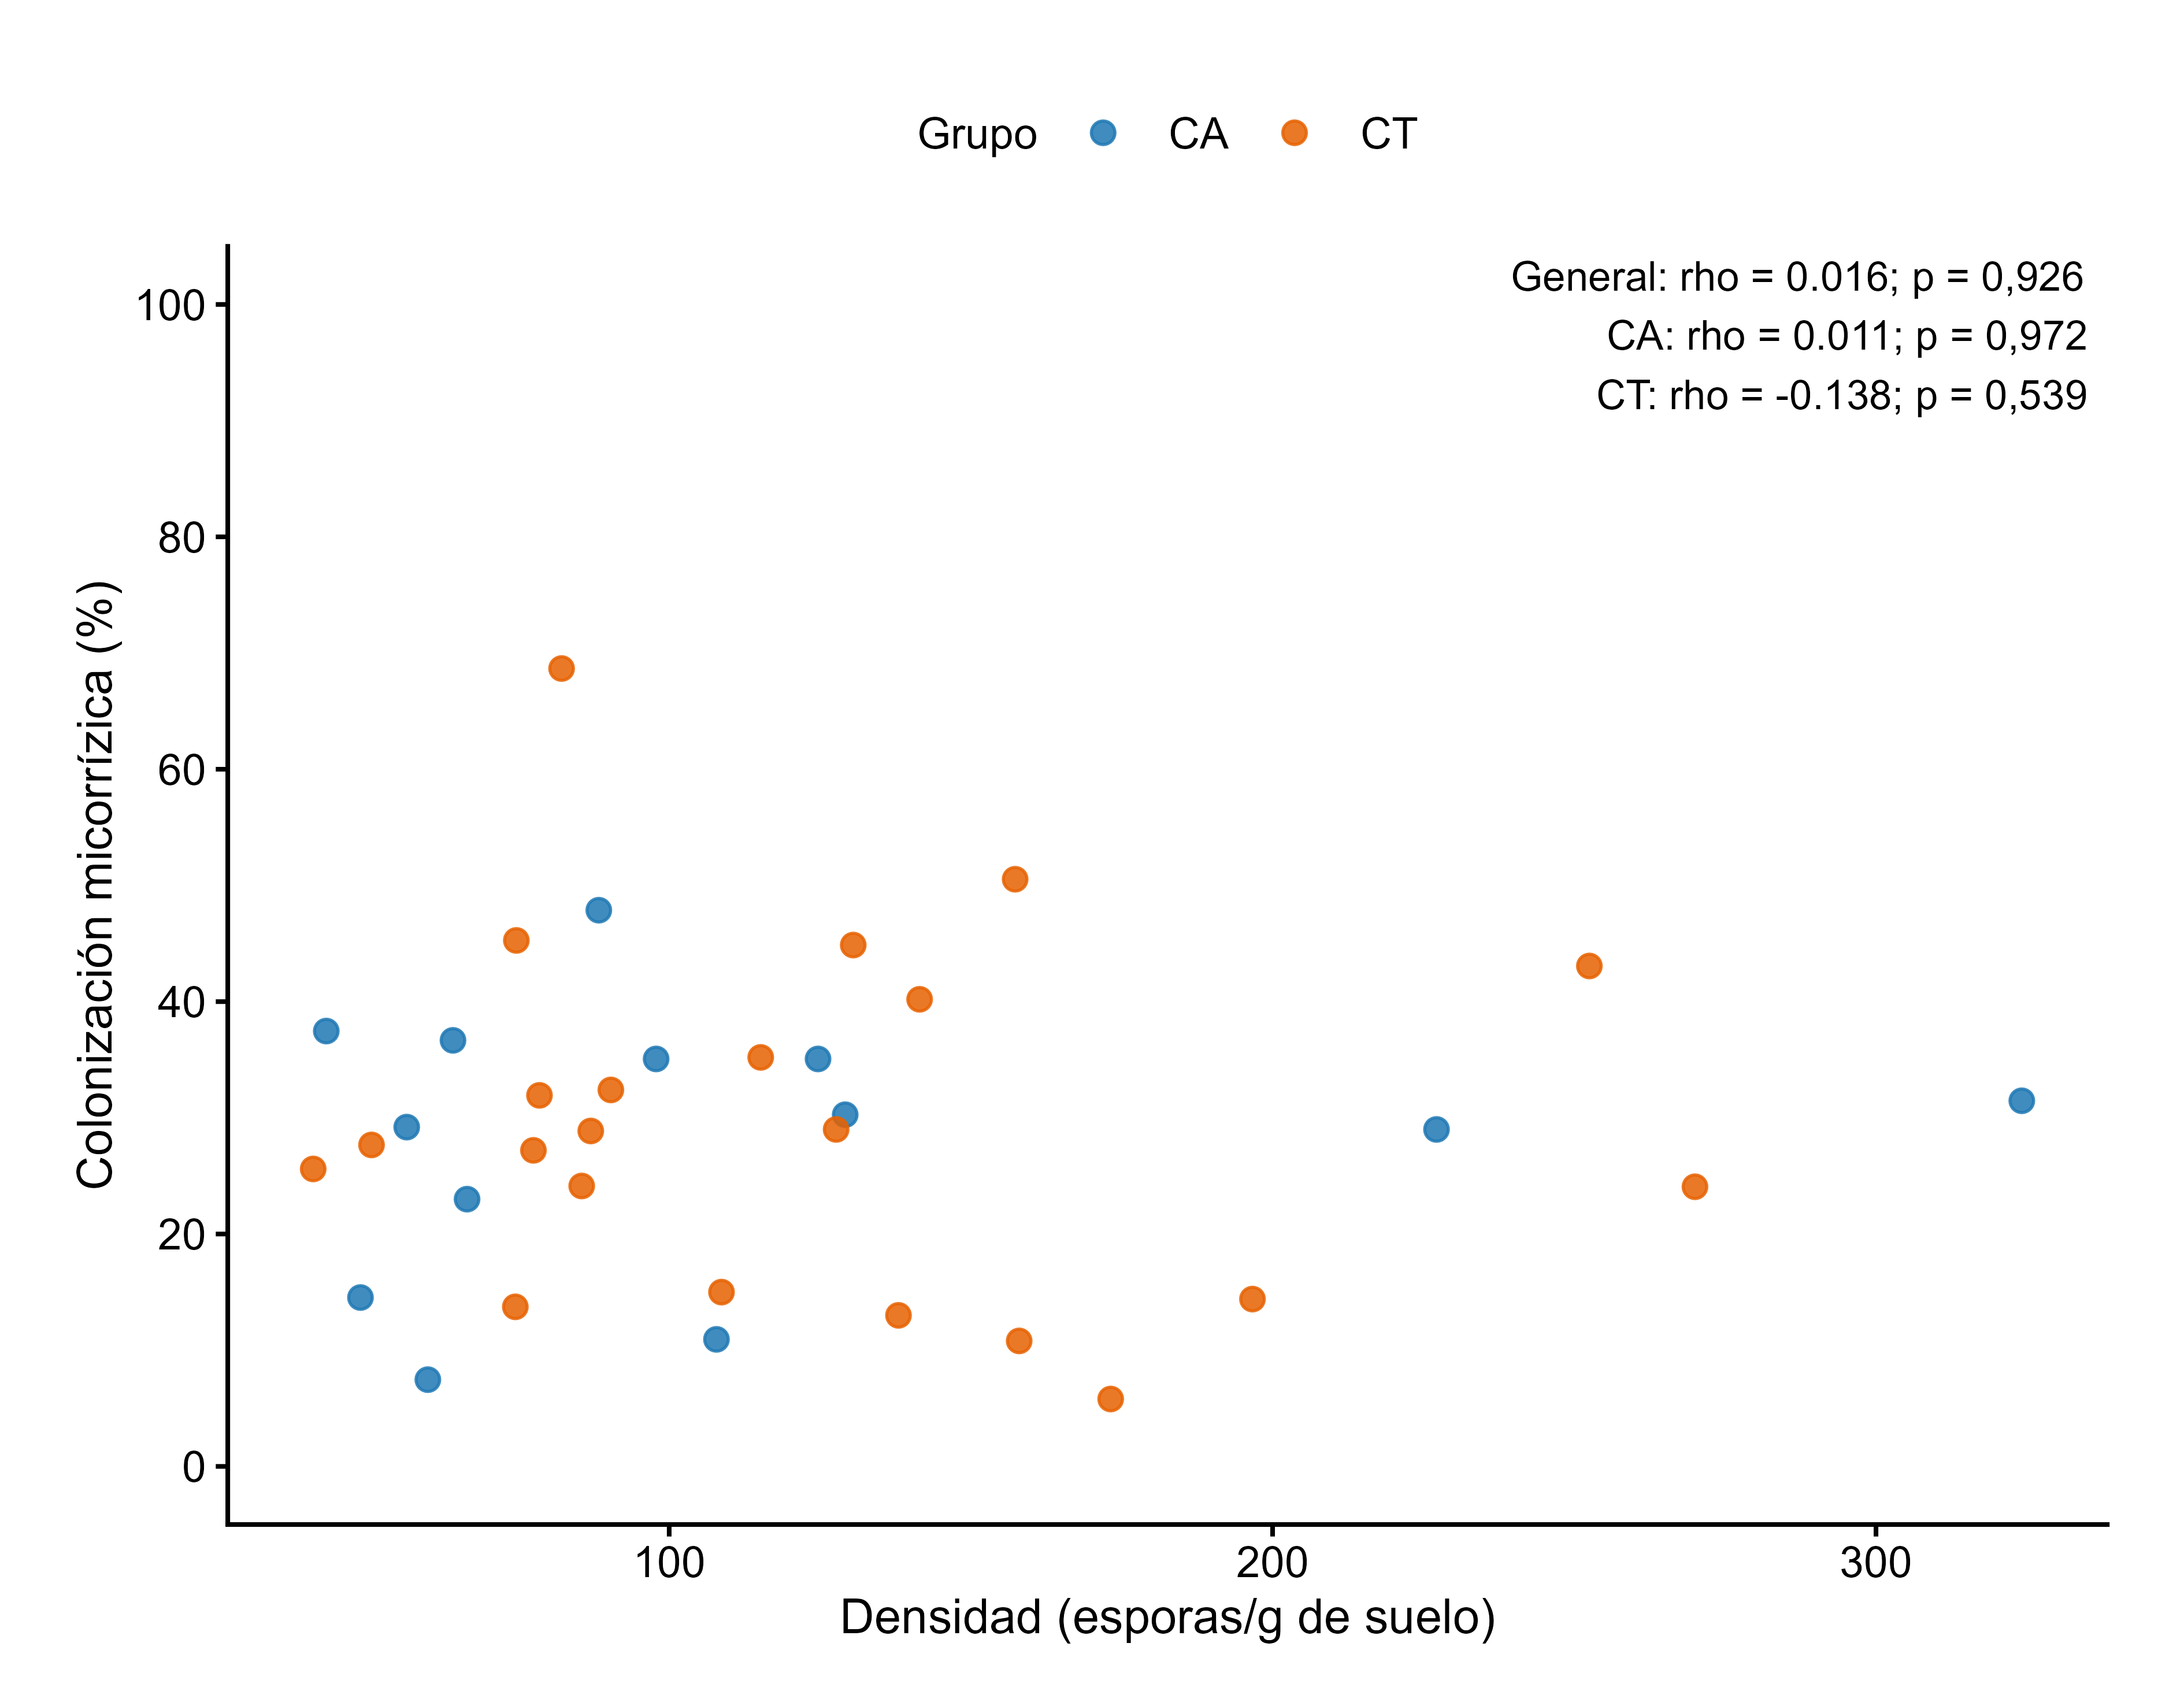 Grupo CA CT
General: rho = 0.016; p = 0,926
CA: rho = 0.011; p = 0,972
CT: rho = -0.138; p = 0,539
100
80
60
40
20
0
Colonización micorrízica (%)
100 200 300
Densidad (esporas/g de suelo)